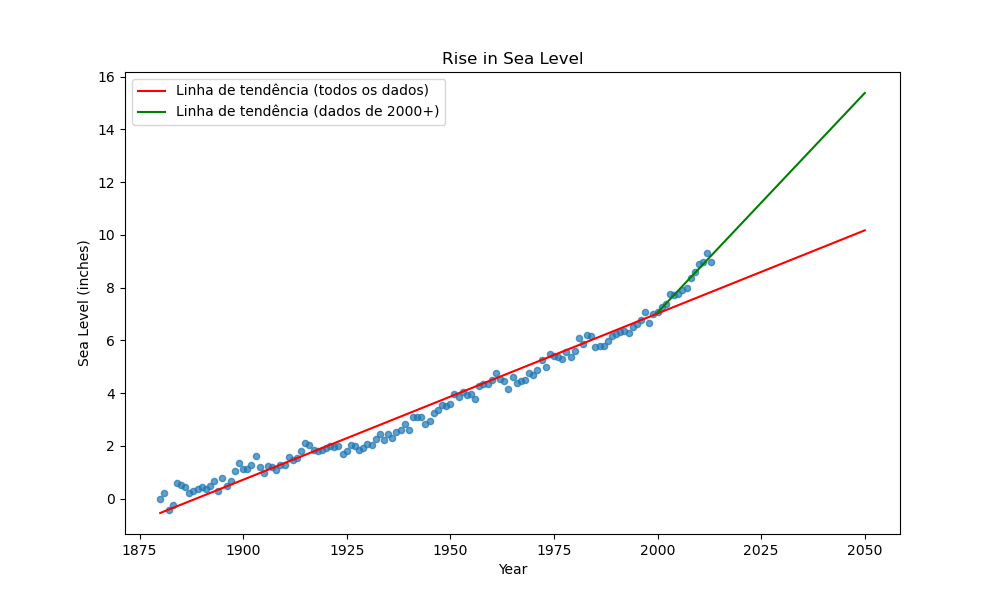 Rise in Sea Level
Linha de tendência (todos os dados)
Linha de tendência (dados de 2000+)
Sea Level (inches)
16
14
12
10
8
6
4
2
0
1875 1900 1925 1950 1975 2000 2025 2050
Year